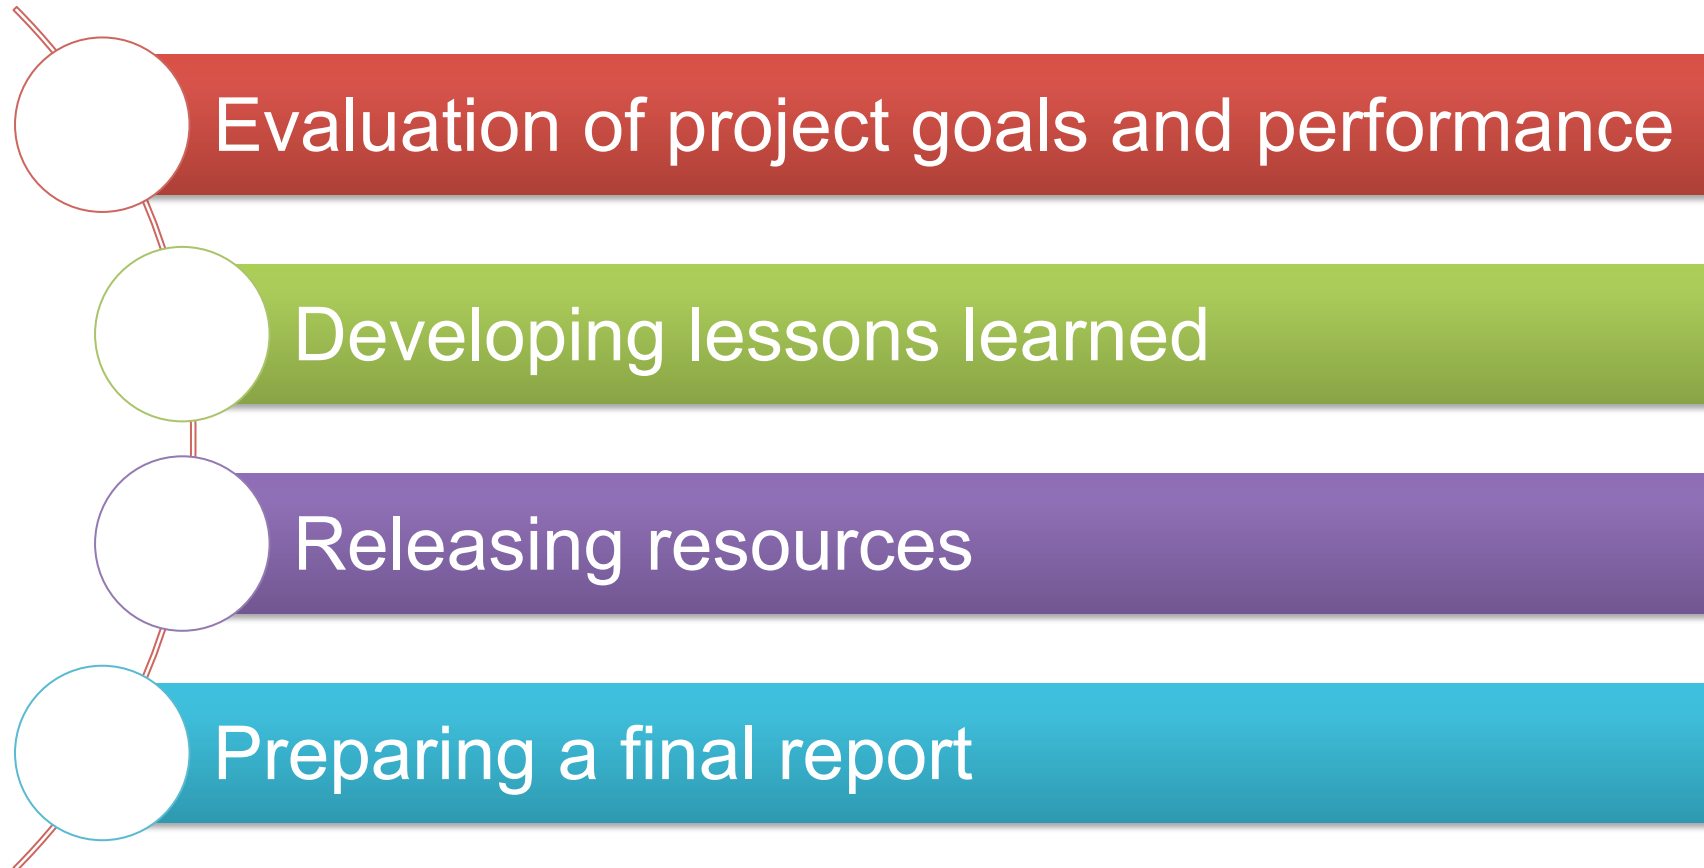 Evaluation of project goals and performance
Developing lessons learned
Releasing resources
Preparing a final report